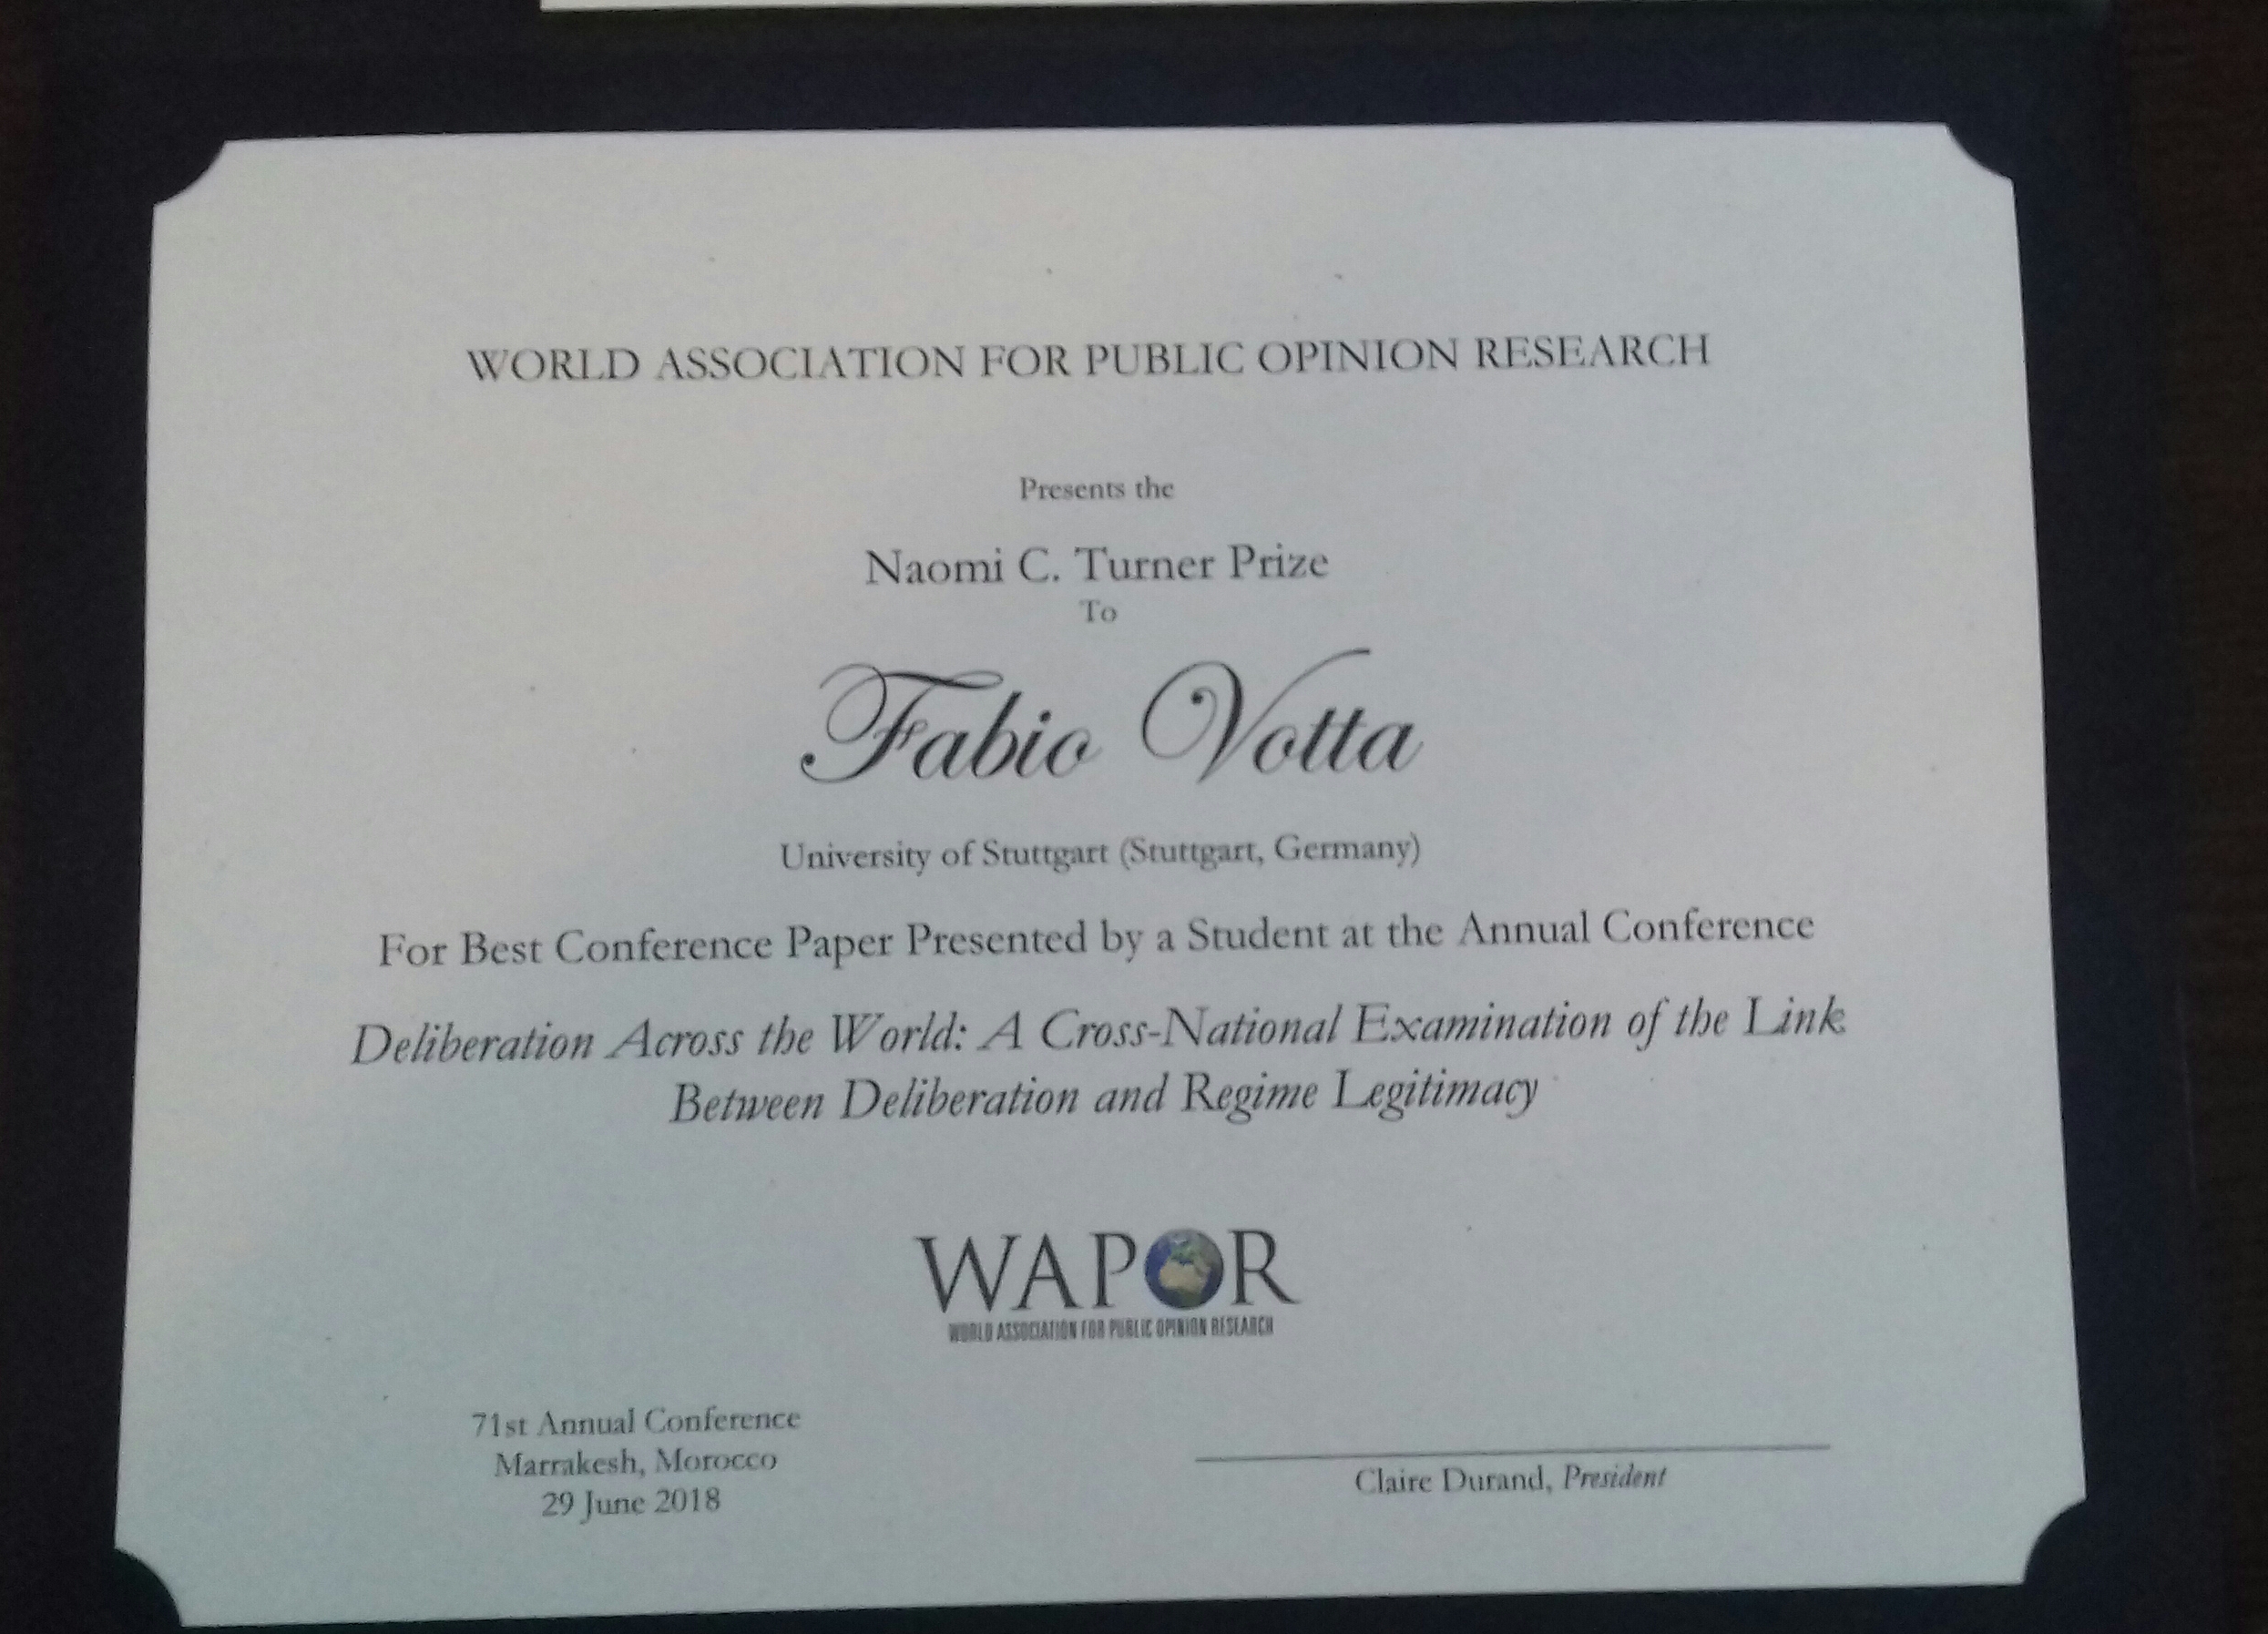 WORLD ASSOCIATION FOR PUBLIC OPINION RESEARCH
Presents the
Naomi C. Turner Prize
To
Fabio Votta
University of Stuttgart (Stuttgart, Germany)
For Best Conference Paper Presented by a Student at the Annual Conference
Deliberation Across the World: A Cross-National Examination of the Link
Between Deliberation and Regime Legitimacy
WAPOR
WORLD ASSOCIATION FOR PUBLIC OPINION RESEARCH
71st Annual Conference
Marrakesh, Morocco
29 June 2018
Claire Durand, President